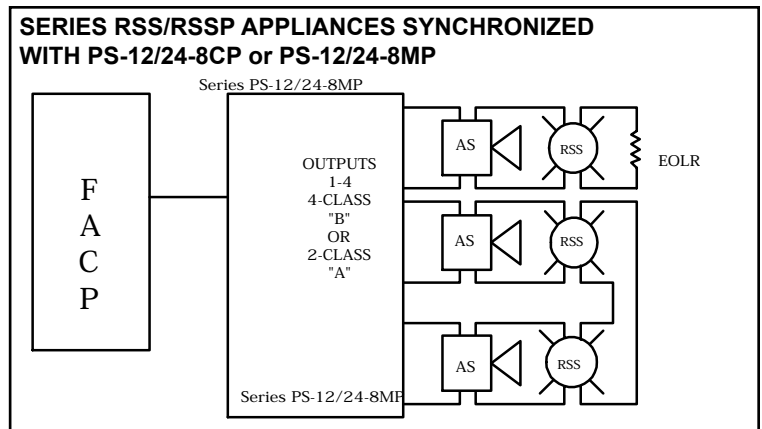 SERIES RSS/RSSP APPLIANCES SYNCHRONIZED
WITH PS-12/24-8CP or PS-12/24-8MP
Series PS-12/24-8MP
F
A
C
P
OUTPUTS
1-4
4-CLASS
"B"
OR
2-CLASS
"A"
Series PS-12/24-8MP
AS
RSS
EOLR
AS
RSS
AS
RSS